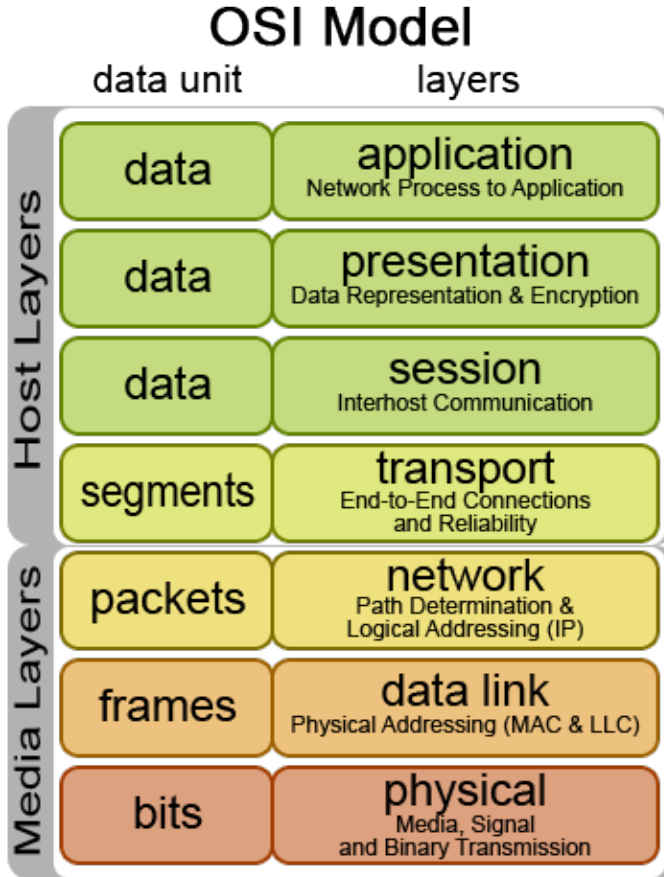 OSI Model
data unit layers
Host Layers
data application
Network Process to Application
data presentation
Data Representation & Encryption
data session
Interhost Communication
segments transport
End-to-End Connections
and Reliability
Media Layers
packets network
Path Determination &
Logical Addressing (IP)
frames data link
Physical Addressing (MAC & LLC)
bits physical
Media, Signal
and Binary Transmission